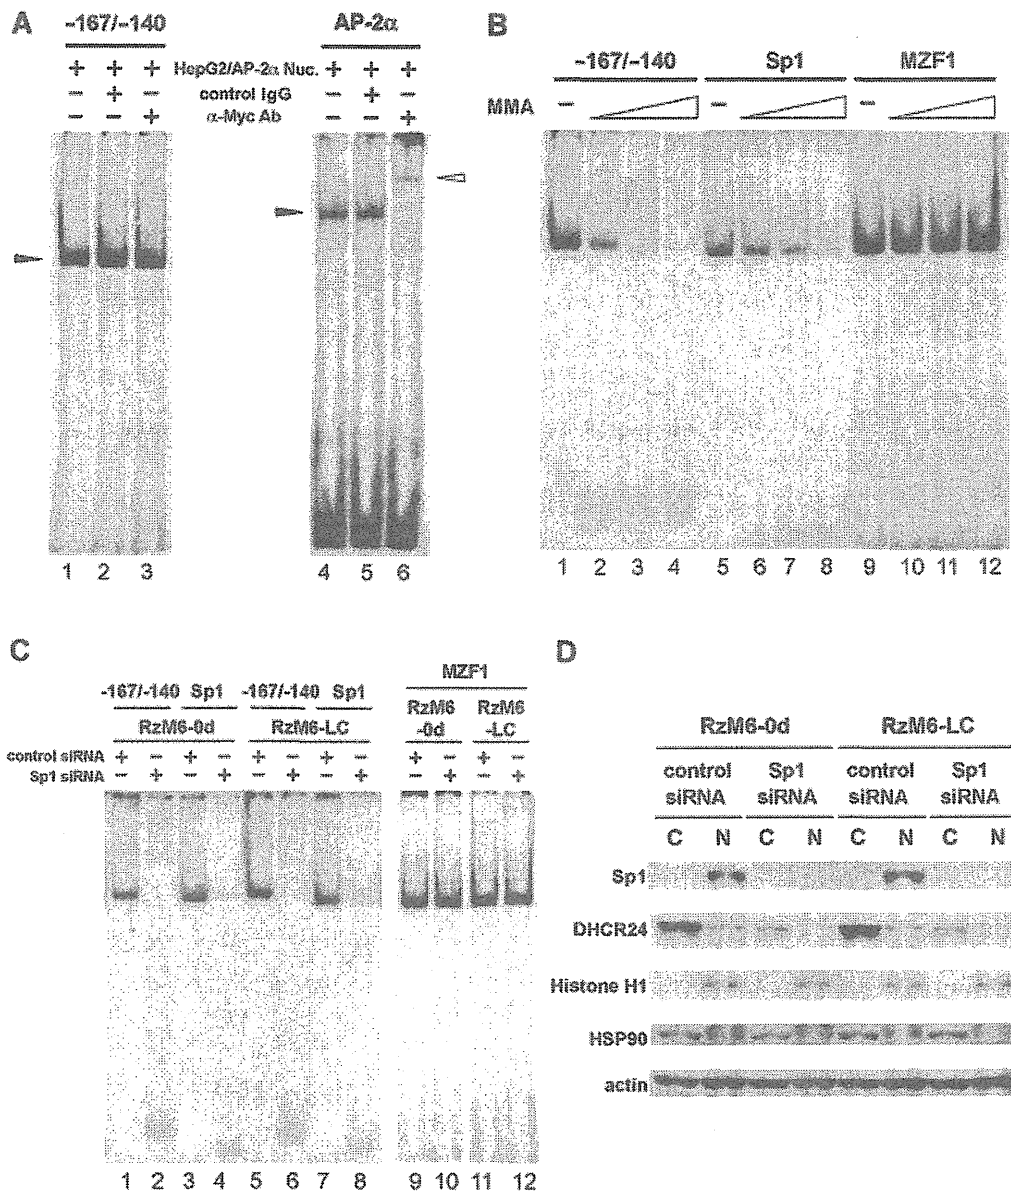 A
-167/-140
AP-2α
+ + + HepG2/AP-2α Nuc. + + +
− + − control IgG − + −
− − + α-Myc Ab − − +
1 2 3 4 5 6
B
-167/-140 Sp1 MZF1
MMA − − −
1 2 3 4 5 6 7 8 9 10 11 12
C
MZF1
-167/-140 Sp1 -167/-140 Sp1
RzM6-0d RzM6-LC
RzM6 RzM6
-0d -LC
control siRNA + − + − + − + − + − + −
Sp1 siRNA − + − + − + − + − + − +
1 2 3 4 5 6 7 8 9 10 11 12
D
RzM6-0d RzM6-LC
control Sp1 control Sp1
siRNA siRNA siRNA siRNA
C N C N C N C N
Sp1
DHCR24
Histone H1
HSP90
actin